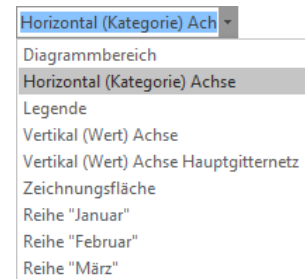 Horizontal (Kategorie) Ach
Diagrammbereich
Horizontal (Kategorie) Achse
Legende
Vertikal (Wert) Achse
Vertikal (Wert) Achse Hauptgitternetz
Zeichnungsfläche
Reihe "Januar"
Reihe "Februar"
Reihe "März"